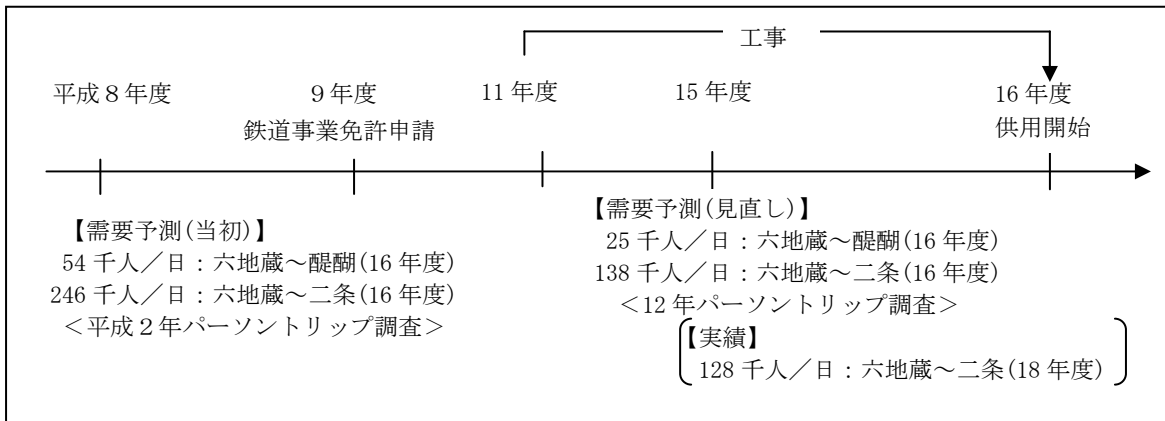 工事
平成８年度 9 年度 11 年度 15 年度 16 年度
鉄道事業免許申請 供用開始
【需要予測(当初)】
54 千人／日：六地蔵～醍醐(16 年度)
246 千人／日：六地蔵～二条(16 年度)
＜平成２年パーソントリップ調査＞
【需要予測(見直し)】
25 千人／日：六地蔵～醍醐(16 年度)
138 千人／日：六地蔵～二条(16 年度)
＜12 年パーソントリップ調査＞
【実績】
128 千人／日：六地蔵～二条(18 年度)